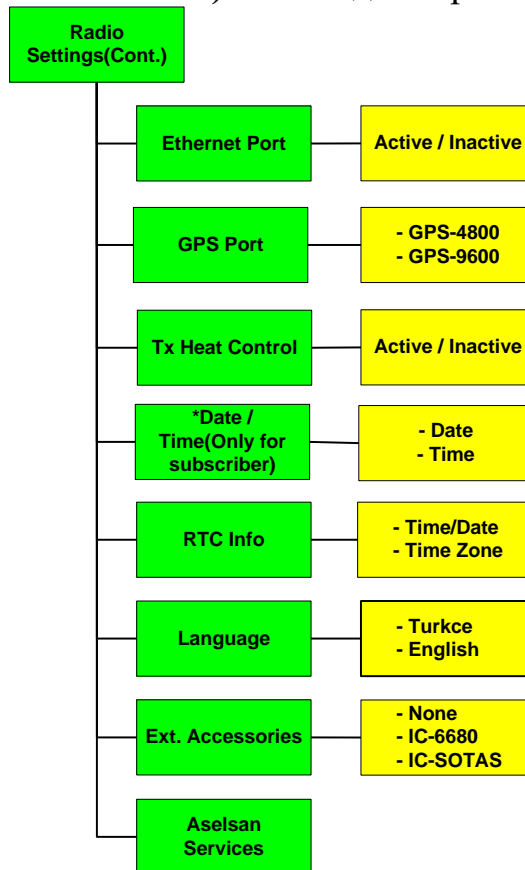 Radio
Settings(Cont.)
Ethernet Port
Active / Inactive
GPS Port
- GPS-4800
- GPS-9600
Tx Heat Control
Active / Inactive
*Date /
Time(Only for
subscriber)
- Date
- Time
RTC Info
- Time/Date
- Time Zone
Language
- Turkce
- English
Ext. Accessories
- None
- IC-6680
- IC-SOTAS
Aselsan
Services